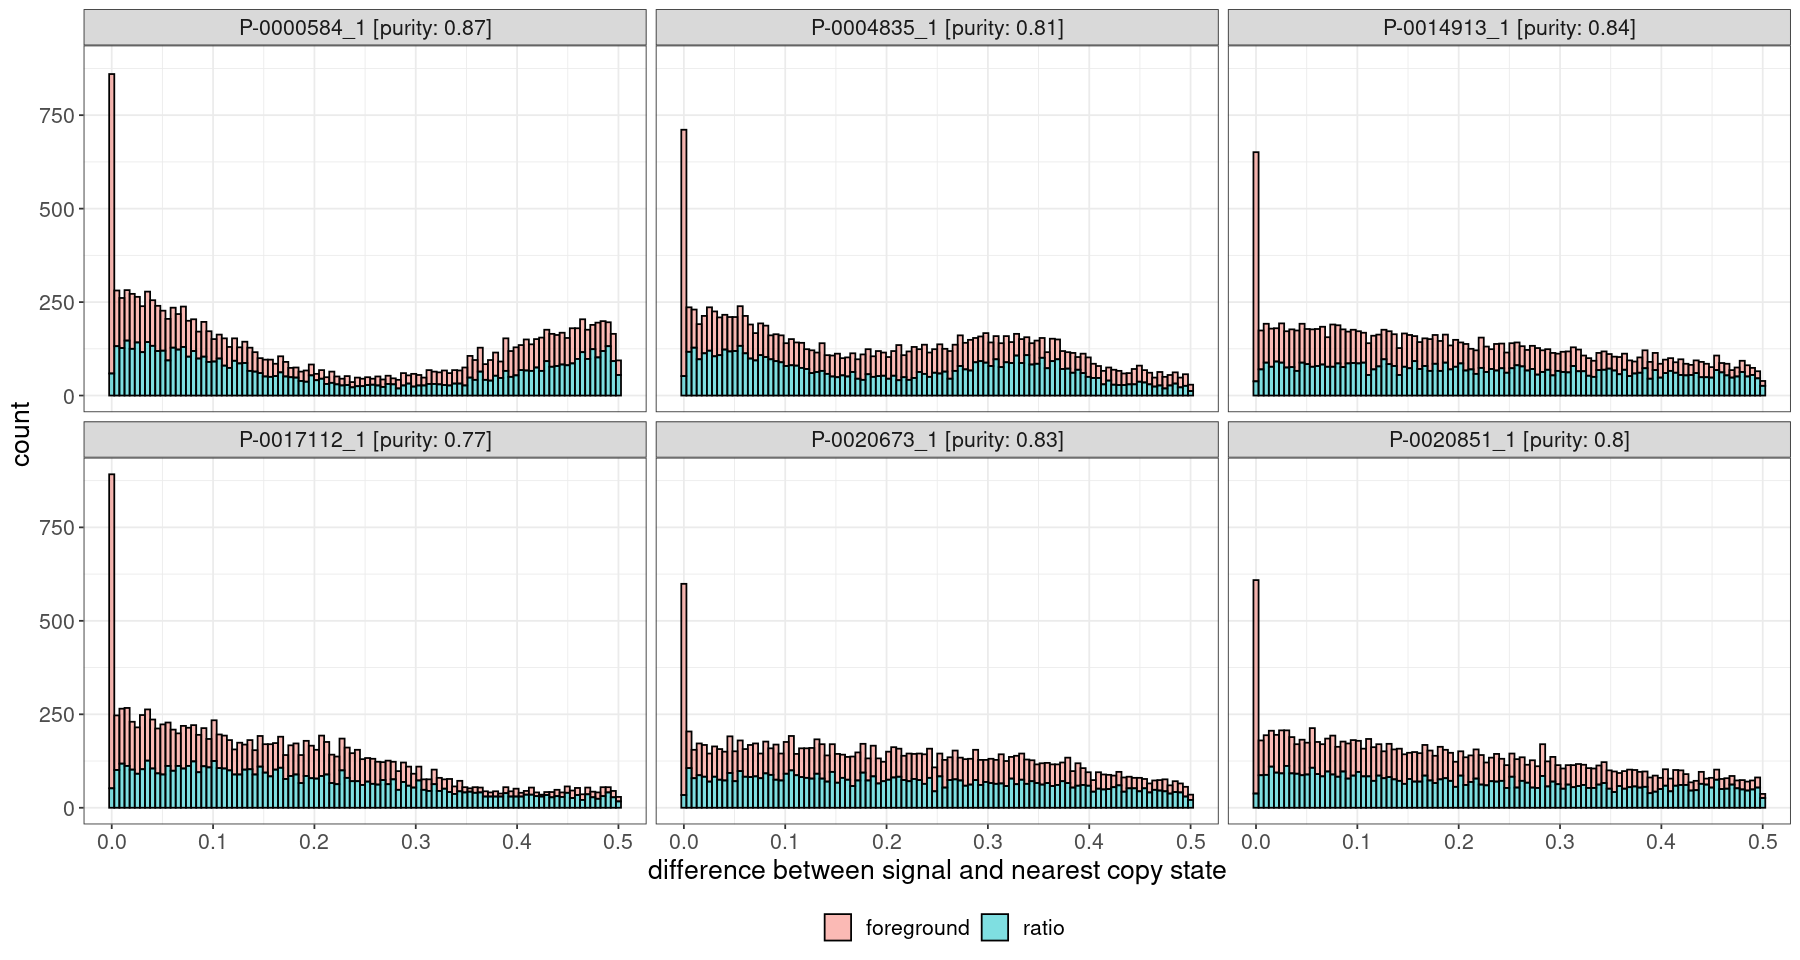 P-0000584_1 [purity: 0.87]
P-0004835_1 [purity: 0.81]
P-0014913_1 [purity: 0.84]
750
500
250
0
P-0017112_1 [purity: 0.77]
P-0020673_1 [purity: 0.83]
P-0020851_1 [purity: 0.8]
count
750
500
250
0
0.0 0.1 0.2 0.3 0.4 0.5
0.0 0.1 0.2 0.3 0.4 0.5
0.0 0.1 0.2 0.3 0.4 0.5
difference between signal and nearest copy state
foreground ratio